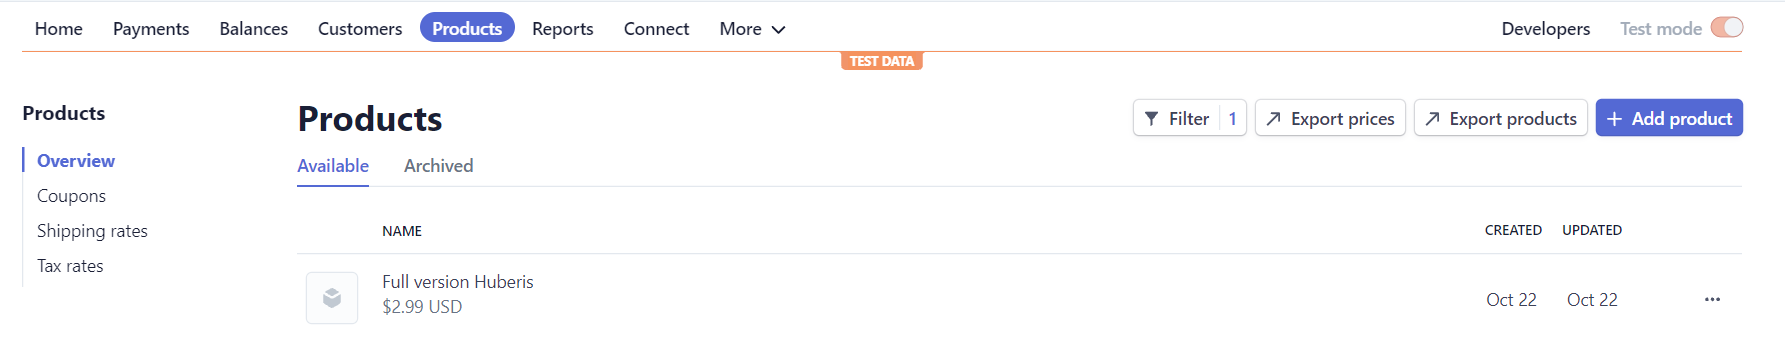 Home Payments Balances Customers Products Reports Connect More Developers Test mode
TEST DATA
Products
Overview
Coupons
Shipping rates
Tax rates
Products
Filter 1 Export prices Export products + Add product
Available Archived
NAME CREATED UPDATED
Full version Huberis
$2.99 USD
Oct 22 Oct 22 ···